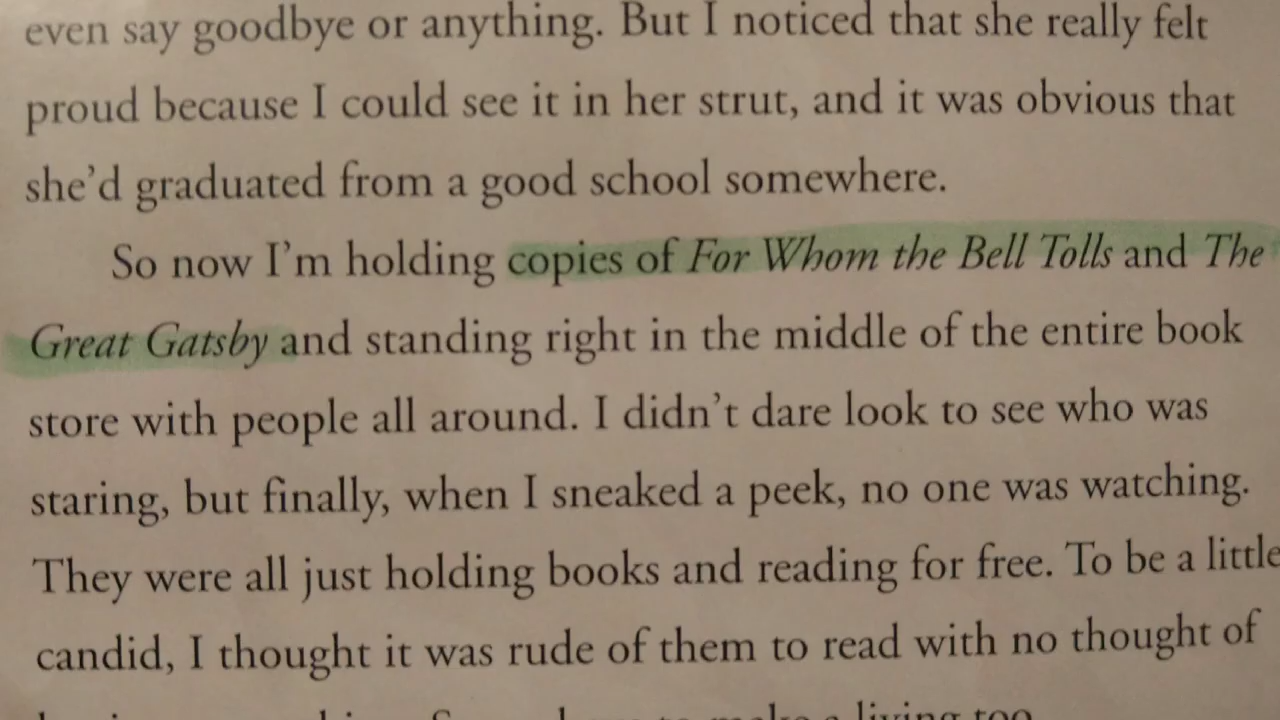 even say goodbye or anything. But I noticed that she really felt
proud because I could see it in her strut, and it was obvious that
she’d graduated from a good school somewhere.
So now I’m holding copies of For Whom the Bell Tolls and The
Great Gatsby and standing right in the middle of the entire book
store with people all around. I didn’t dare look to see who was
staring, but finally, when I sneaked a peek, no one was watching.
They were all just holding books and reading for free. To be a little
candid, I thought it was rude of them to read with no thought of
make a living too